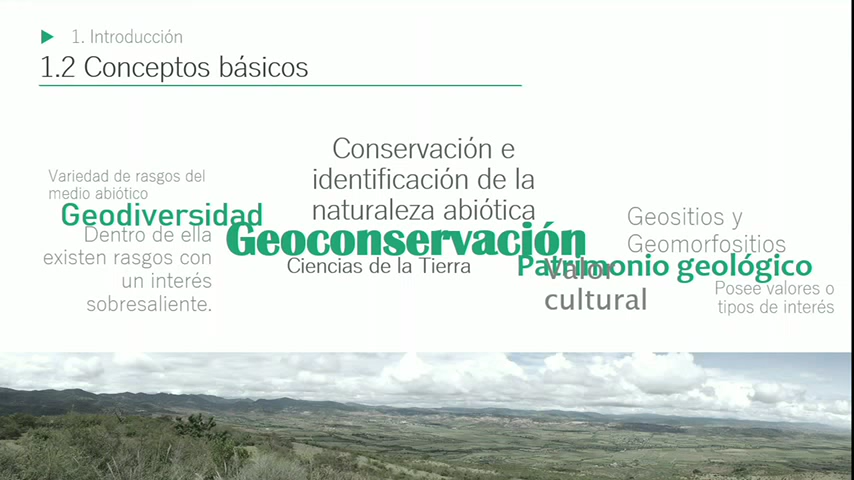 1. Introducción
1.2 Conceptos básicos
Variedad de rasgos del
medio abiótico
Geodiversidad
Dentro de ella
existen rasgos con
un interés
sobresaliente.
Conservación e
identificación de la
naturaleza abiótica
Geoconservación
Ciencias de la Tierra
Geositios y
Geomorfositios
Patrimonio geológico
Valor
cultural
Posee valores o
tipos de interés